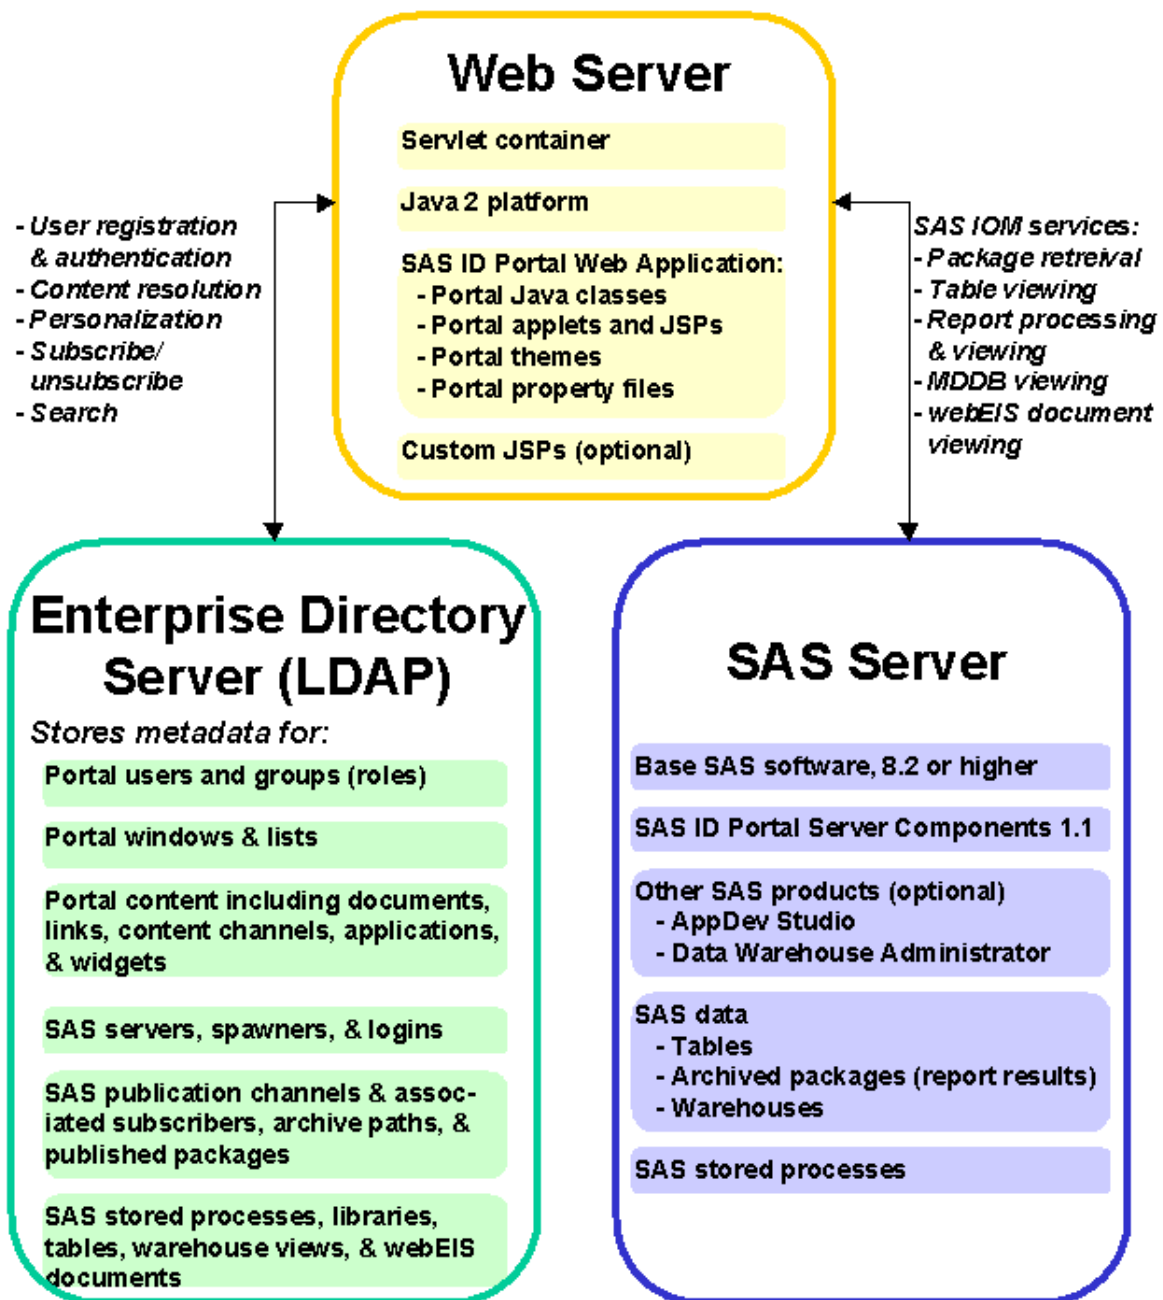 Web Server
Servlet container
Java 2 platform
SAS ID Portal Web Application:
- Portal Java classes
- Portal applets and JSPs
- Portal themes
- Portal property files
Custom JSPs (optional)
- User registration
& authentication
- Content resolution
- Personalization
- Subscribe/
unsubscribe
- Search
SAS IOM services:
- Package retreival
- Table viewing
- Report processing
& viewing
- MDDB viewing
- webEIS document
viewing
Enterprise Directory
Server (LDAP)
Stores metadata for:
Portal users and groups (roles)
Portal windows & lists
Portal content including documents,
links, content channels, applications,
& widgets
SAS servers, spawners, & logins
SAS publication channels & assoc-
iated subscribers, archive paths, &
published packages
SAS stored processes, libraries,
tables, warehouse views, & webEIS
documents
SAS Server
Base SAS software, 8.2 or higher
SAS ID Portal Server Components 1.1
Other SAS products (optional)
- AppDev Studio
- Data Warehouse Administrator
SAS data
- Tables
- Archived packages (report results)
- Warehouses
SAS stored processes